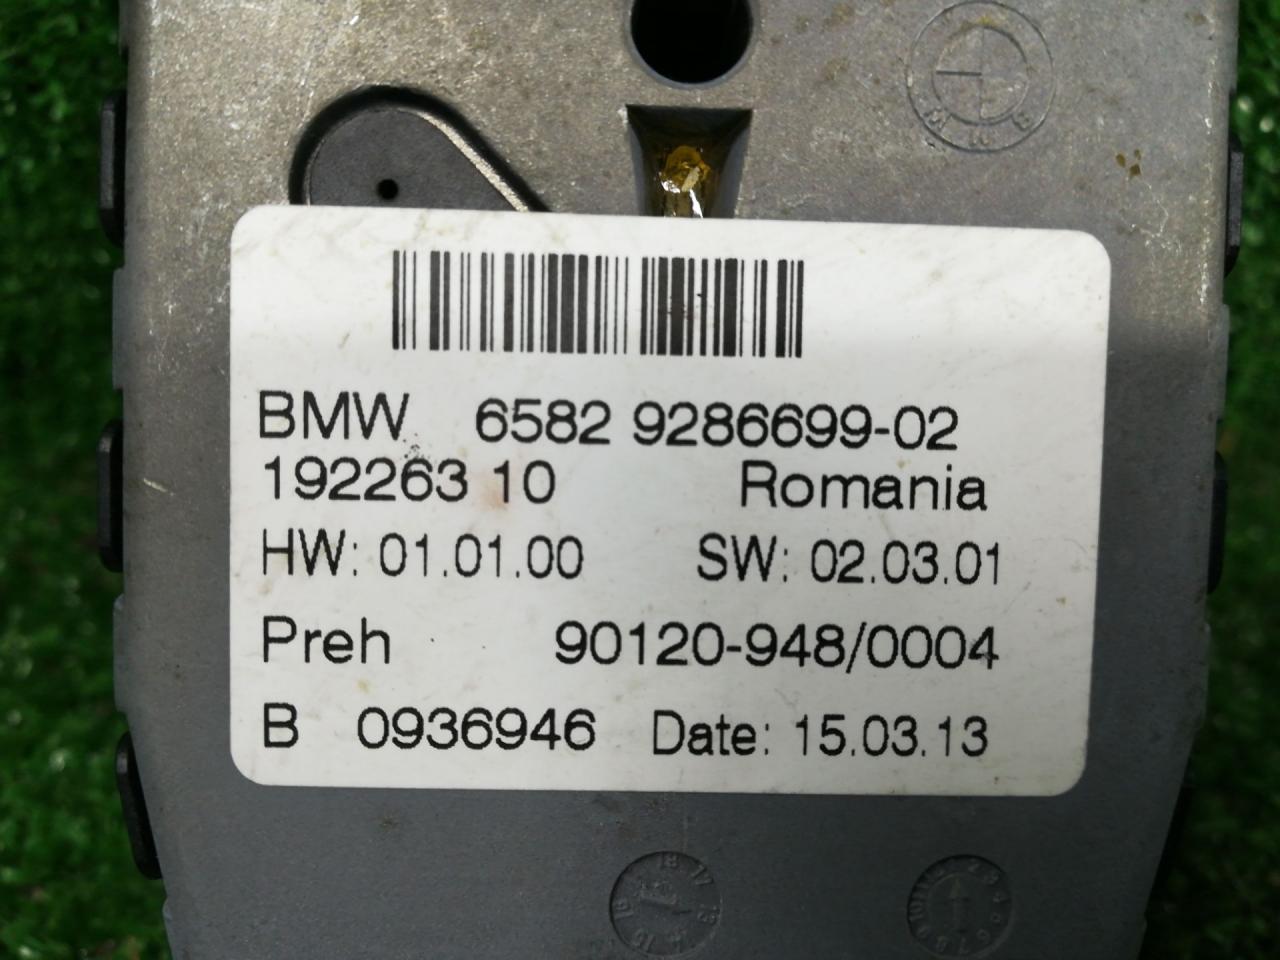 BMW
BMW 6582 9286699-02
192263 10 Romania
HW: 01.01.00 SW: 02.03.01
Preh 90120-948/0004
B 0936946 Date: 15.03.13